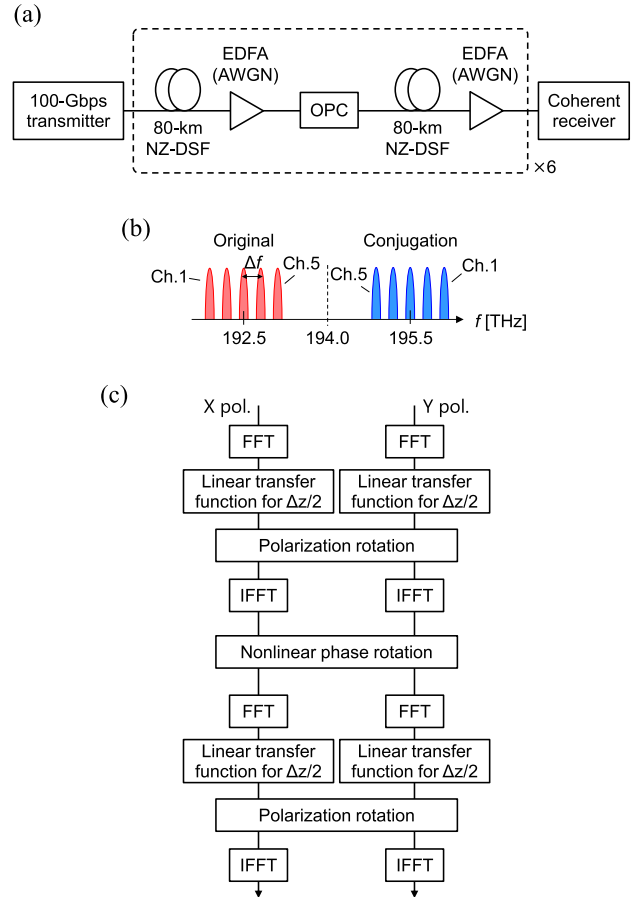 (a)
EDFA
(AWGN)
EDFA
(AWGN)
100-Gbps
transmitter
OPC
Coherent
receiver
80-km
NZ-DSF
80-km
NZ-DSF
×6
(b)
Original
Conjugation
Δf
Ch.1
Ch.5
Ch.5
Ch.1
f [THz]
192.5
194.0
195.5
(c)
X pol.
Y pol.
FFT
FFT
Linear transfer
function for Δz/2
Linear transfer
function for Δz/2
Polarization rotation
IFFT
IFFT
Nonlinear phase rotation
FFT
FFT
Linear transfer
function for Δz/2
Linear transfer
function for Δz/2
Polarization rotation
IFFT
IFFT